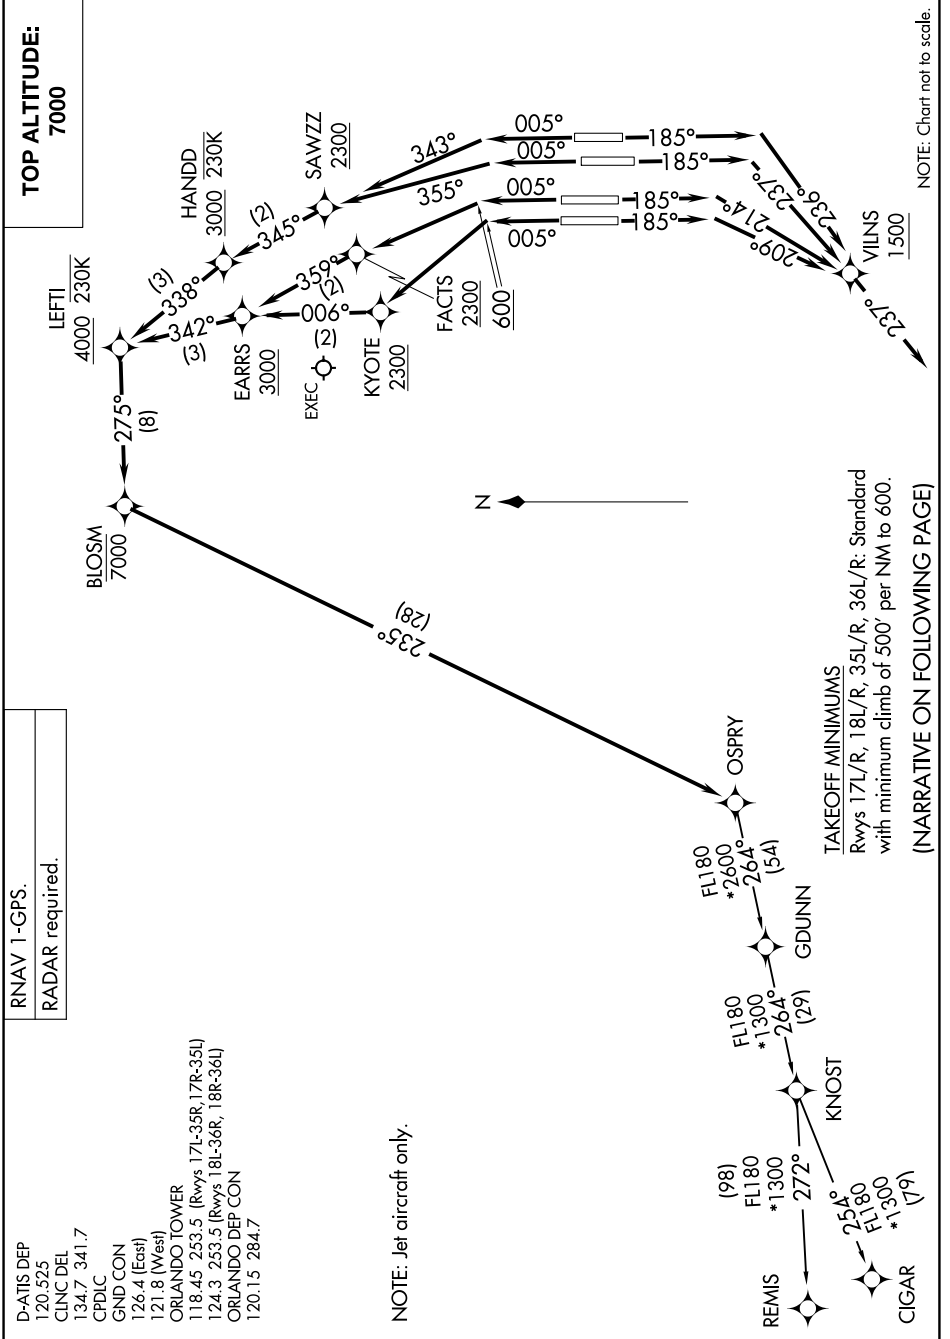 TOP ALTITUDE:
7000
RNAV 1-GPS.
RADAR required.
D-ATIS DEP
120.525
CLNC DEL
134.7 341.7
CPDLC
GND CON
126.4 (East)
121.8 (West)
ORLANDO TOWER
118.45 253.5 (Rwys 17L-35R,17R-35L)
124.3 253.5 (Rwys 18L-36R, 18R-36L)
ORLANDO DEP CON
120.15 284.7
NOTE: Jet aircraft only.
LEFTI
4000 230K
HANDD
3000 230K
SAWZZ
2300
(3)
338°
(2)
345°
343°
355°
005°
005°
005°
005°
185°
185°
185°
185°
342°
(3)
359°
(2)
006°
(2)
EARRS
3000
EXEC
KYOTE
2300
FACTS
2300
600
237°
236°
214°
209°
VILNS
1500
237°
275°
(8)
BLOSM
7000
235°
(28)
N
OSPRY
FL180
*2600
264°
(54)
GDUNN
FL180
*1300
264°
(29)
KNOST
(98)
FL180
*1300
272°
REMIS
254°
FL180
*1300
(79)
CIGAR
TAKEOFF MINIMUMS
Rwys 17L/R, 18L/R, 35L/R, 36L/R: Standard
with minimum climb of 500' per NM to 600.
(NARRATIVE ON FOLLOWING PAGE)
NOTE: Chart not to scale.